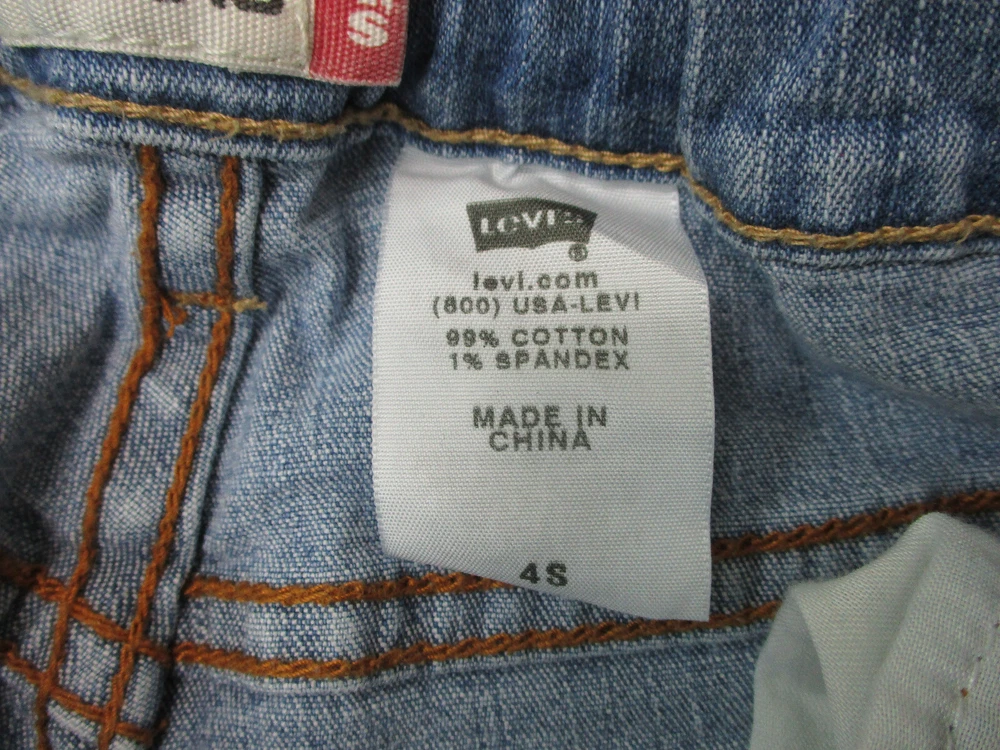 LEVI'S
®
levi.com
(800) USA-LEVI
99% COTTON
1% SPANDEX
MADE IN
CHINA
4S